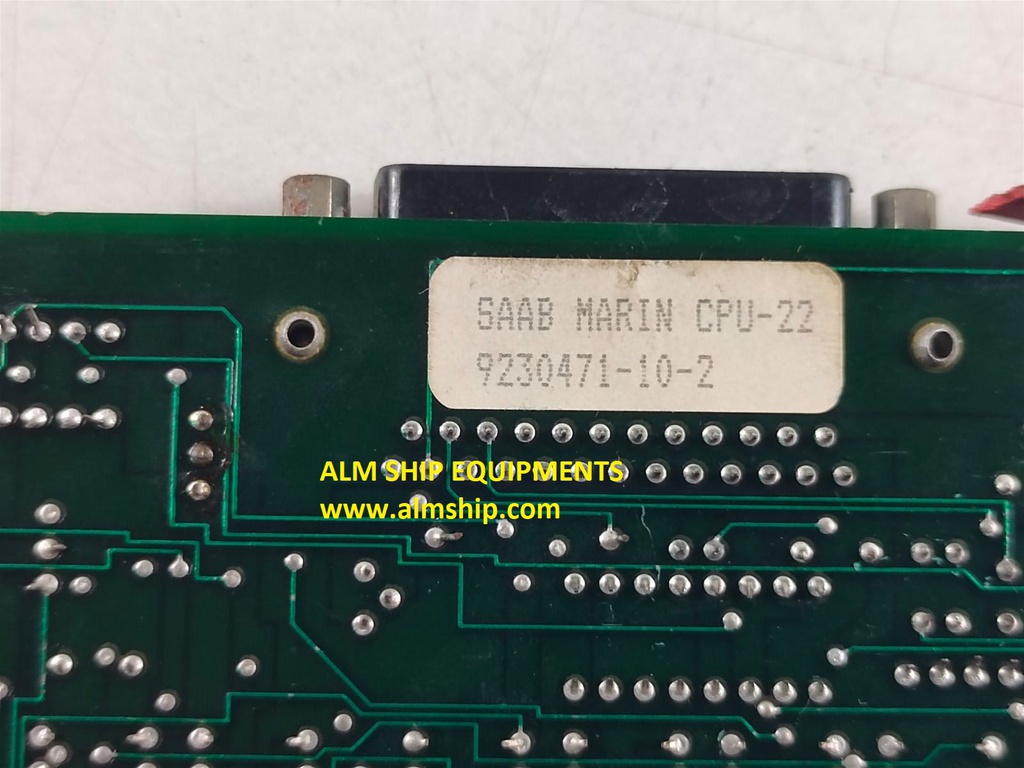 SAAB MARIN CPU-22
9230471-10-2
ALM SHIP EQUIPMENTS
www.almship.com